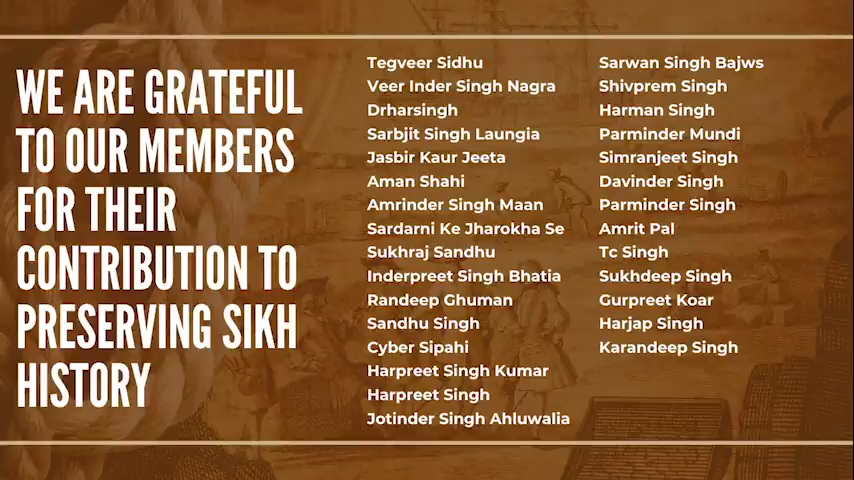 WE ARE GRATEFUL
TO OUR MEMBERS
FOR THEIR
CONTRIBUTION TO
PRESERVING SIKH
HISTORY
Tegveer Sidhu
Veer Inder Singh Nagra
Drharsingh
Sarbjit Singh Laungia
Jasbir Kaur Jeeta
Aman Shahi
Amrinder Singh Maan
Sardarni Ke Jharokha Se
Sukhraj Sandhu
Inderpreet Singh Bhatia
Randeep Ghuman
Sandhu Singh
Cyber Sipahi
Harpreet Singh Kumar
Harpreet Singh
Jotinder Singh Ahluwalia
Sarwan Singh Bajws
Shivprem Singh
Harman Singh
Parminder Mundi
Simranjeet Singh
Davinder Singh
Parminder Singh
Amrit Pal
Tc Singh
Sukhdeep Singh
Gurpreet Koar
Harjap Singh
Karandeep Singh